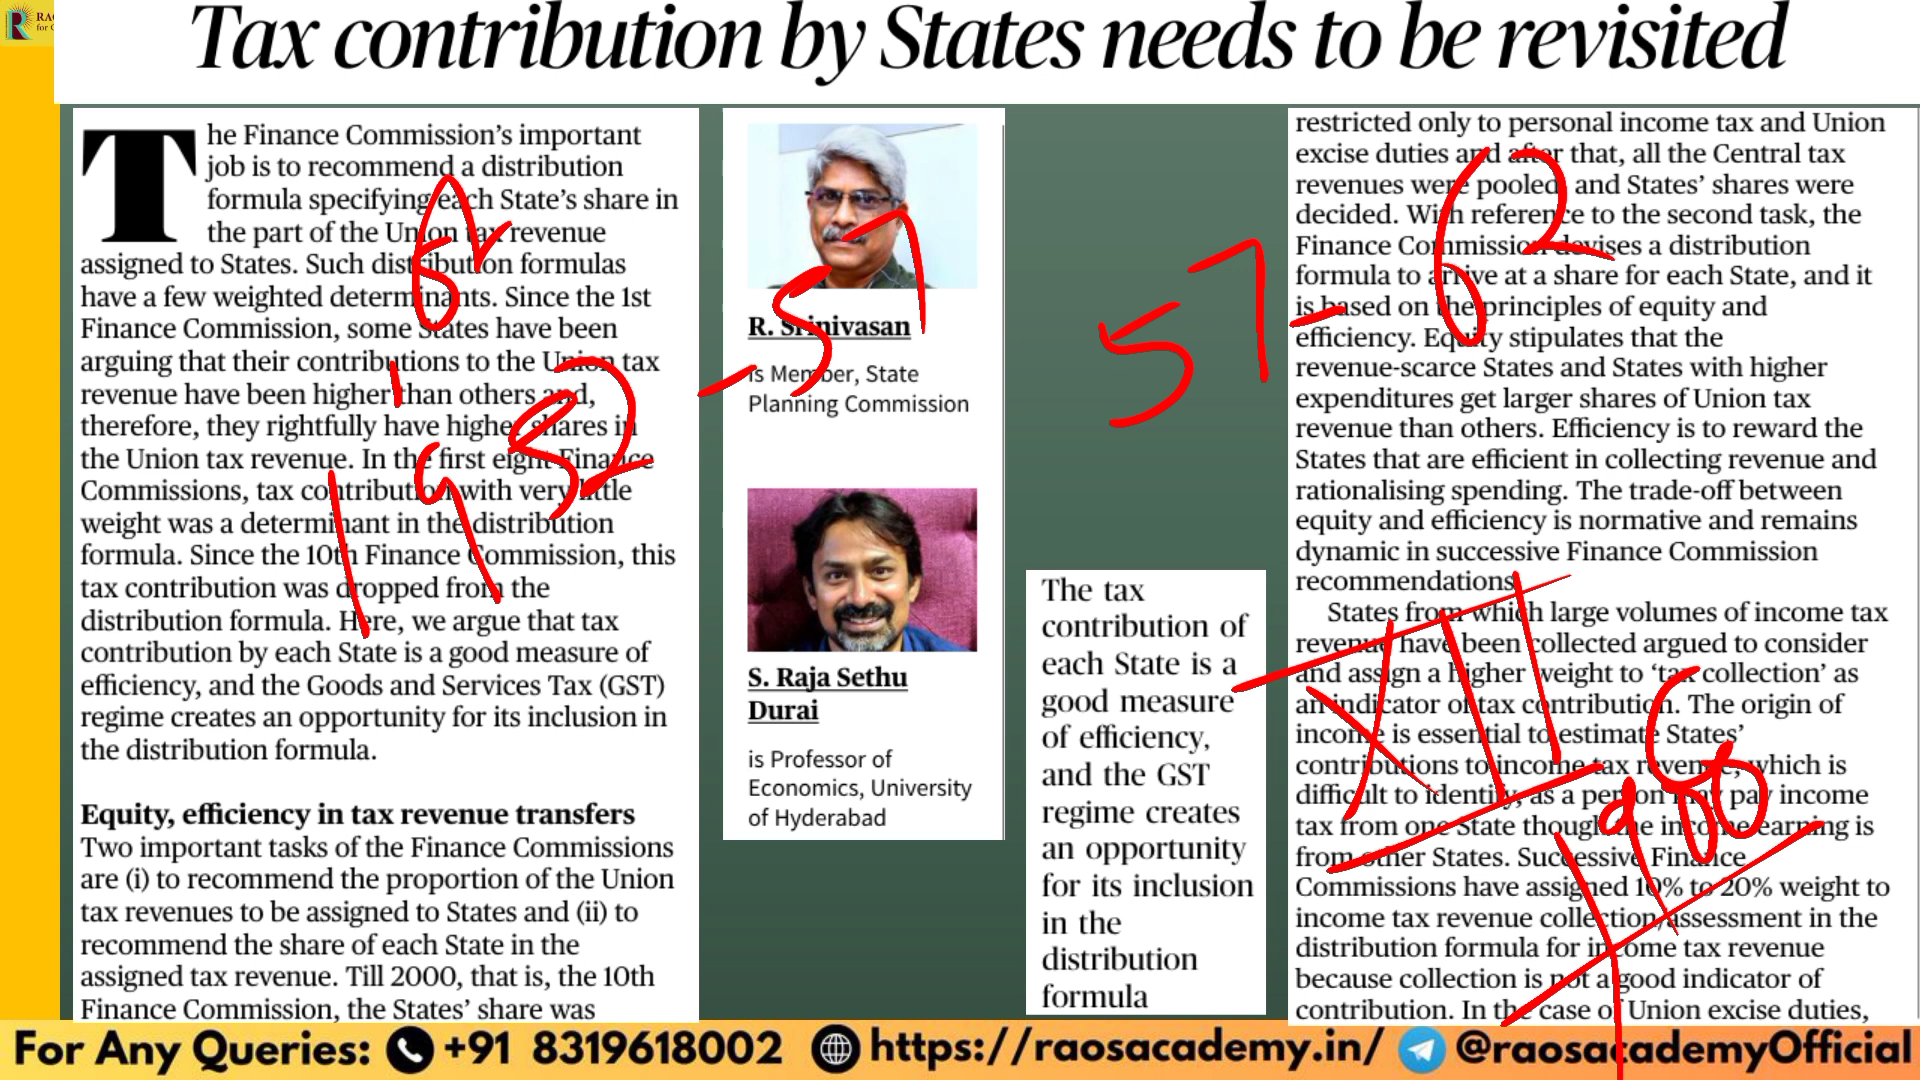 RAO
for C
Tax contribution by States needs to be revisited
The Finance Commission's important
job is to recommend a distribution
formula specifying each State's share in
the part of the Union tax revenue
assigned to States. Such distribution formulas
have a few weighted determinants. Since the 1st
Finance Commission, some States have been
arguing that their contributions to the Union tax
revenue have been higher than others and,
therefore, they rightfully have higher shares in
the Union tax revenue. In the first eight Finance
Commissions, tax contribution with very little
weight was a determinant in the distribution
formula. Since the 10th Finance Commission, this
tax contribution was dropped from the
distribution formula. Here, we argue that tax
contribution by each State is a good measure of
efficiency, and the Goods and Services Tax (GST)
regime creates an opportunity for its inclusion in
the distribution formula.
Equity, efficiency in tax revenue transfers
Two important tasks of the Finance Commissions
are (i) to recommend the proportion of the Union
tax revenues to be assigned to States and (ii) to
recommend the share of each State in the
assigned tax revenue. Till 2000, that is, the 10th
Finance Commission, the States' share was
1952 - 57
57 - 62
R. Srinivasan
is Member, State
Planning Commission
S. Raja Sethu
Durai
is Professor of
Economics, University
of Hyderabad
The tax
contribution of
each State is a
good measure
of efficiency,
and the GST
regime creates
an opportunity
for its inclusion
in the
distribution
formula
restricted only to personal income tax and Union
excise duties and after that, all the Central tax
revenues were pooled, and States' shares were
decided. With reference to the second task, the
Finance Commission devises a distribution
formula to arrive at a share for each State, and it
is based on the principles of equity and
efficiency. Equity stipulates that the
revenue-scarce States and States with higher
expenditures get larger shares of Union tax
revenue than others. Efficiency is to reward the
States that are efficient in collecting revenue and
rationalising spending. The trade-off between
equity and efficiency is normative and remains
dynamic in successive Finance Commission
recommendations.
States from which large volumes of income tax
revenue have been collected argued to consider
and assign a higher weight to 'tax collection' as
an indicator of tax contribution. The origin of
income is essential to estimate States'
contributions to income tax revenue, which is
difficult to identify, as a person may pay income
tax from one State though the income earning is
from other States. Successive Finance
Commissions have assigned 10% to 20% weight to
income tax revenue collection/assessment in the
distribution formula for income tax revenue
because collection is not a good indicator of
contribution. In the case of Union excise duties,
For Any Queries: +91 8319618002 https://raosacademy.in/ @raosacademyOfficial